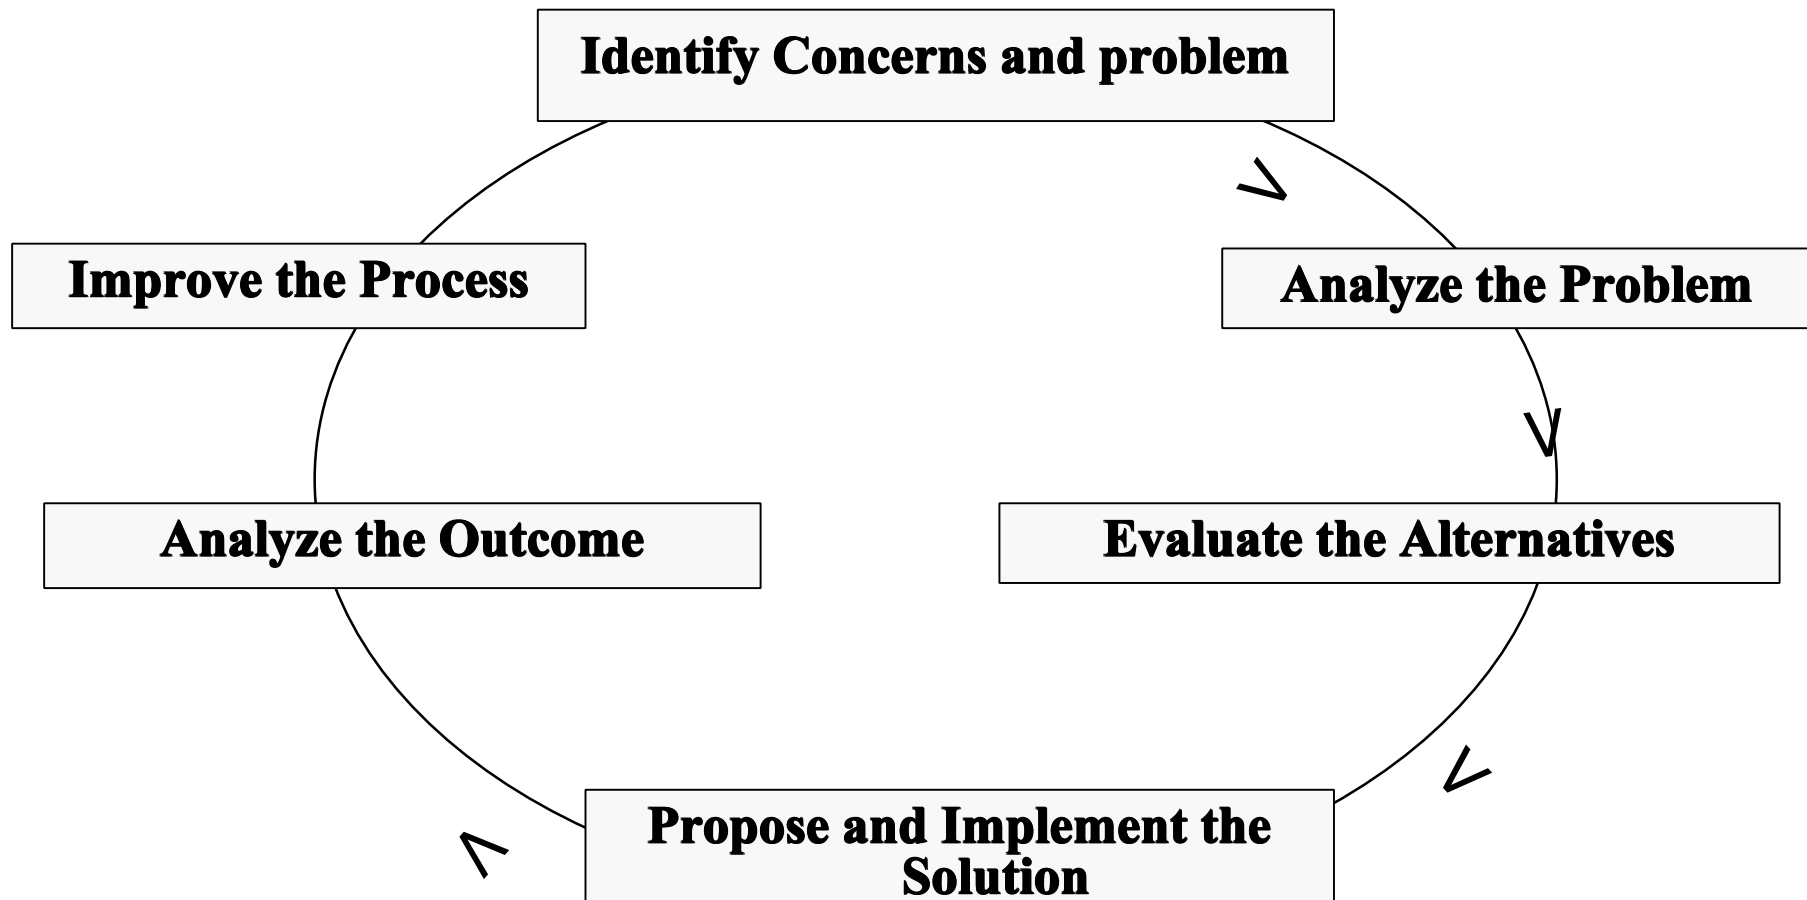 Identify Concerns and problem
Improve the Process
Analyze the Problem
Analyze the Outcome
Evaluate the Alternatives
Propose and Implement the
Solution